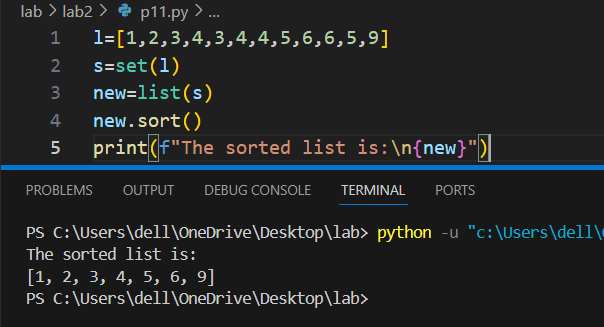 lab > lab2 > p11.py > ...
1 l=[1,2,3,4,3,4,4,5,6,6,5,9]
2 s=set(l)
3 new=list(s)
4 new.sort()
5 print(f"The sorted list is:\n{new}")
PROBLEMS OUTPUT DEBUG CONSOLE TERMINAL PORTS
PS C:\Users\dell\OneDrive\Desktop\lab> python -u "c:\Users\dell\
The sorted list is:
[1, 2, 3, 4, 5, 6, 9]
PS C:\Users\dell\OneDrive\Desktop\lab>